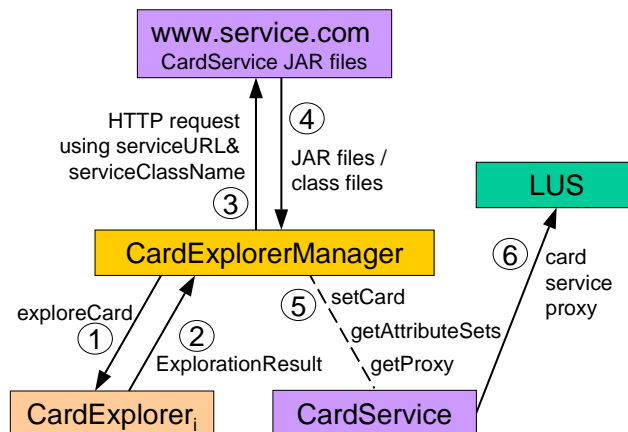 www.service.com
CardService JAR files
HTTP request
using serviceURL&
serviceClassName
3
4
JAR files /
class files
LUS
CardExplorerManager
6
card
service
proxy
exploreCard
1
2
ExplorationResult
5
setCard
getAttributeSets
getProxy
CardExplorer_i
CardService